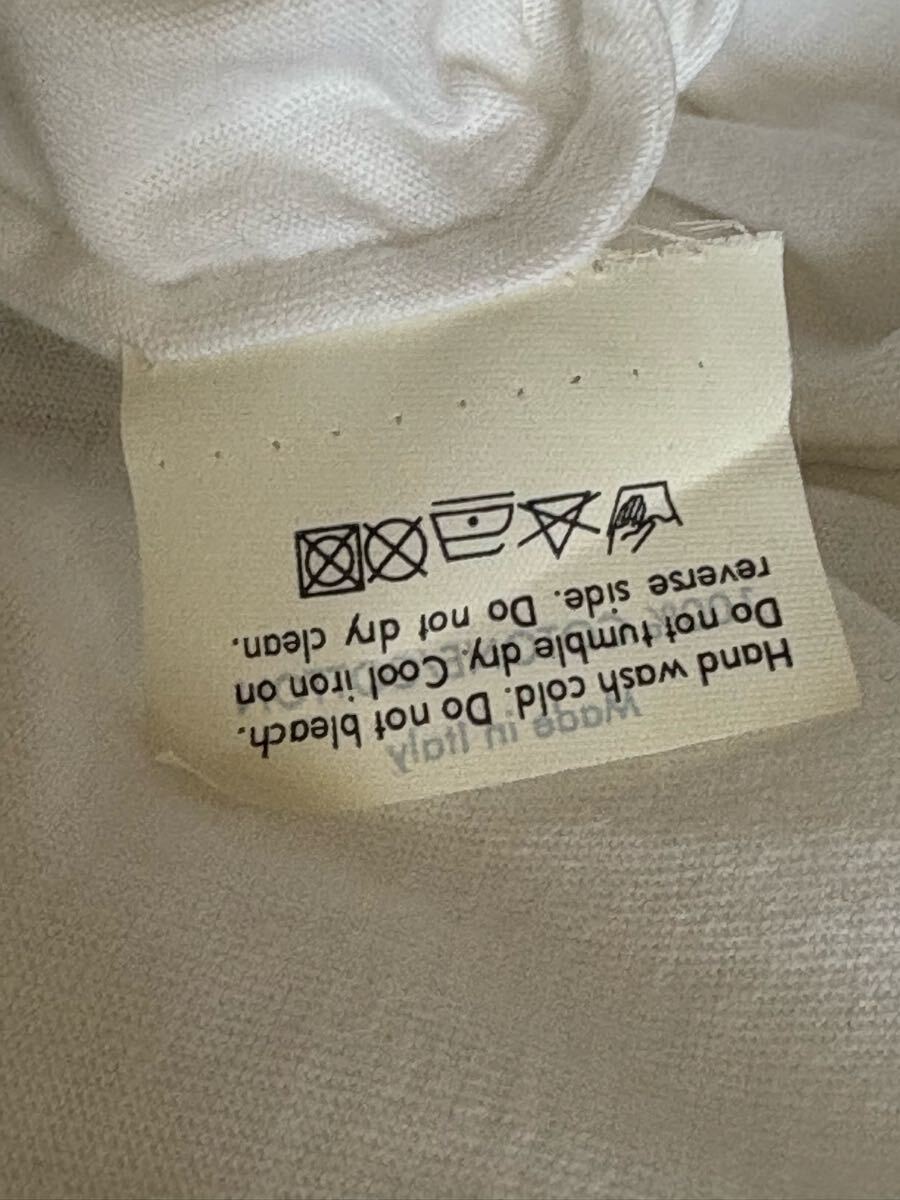 Hand wash cold. Do not bleach.
Do not tumble dry. Cool iron on
reverse side. Do not dry clean.
Made in Italy
100%